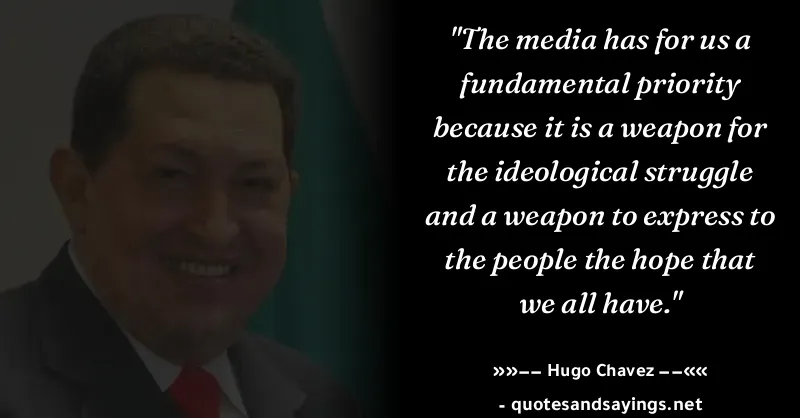 "The media has for us a
fundamental priority
because it is a weapon for
the ideological struggle
and a weapon to express to
the people the hope that
we all have."
»»−− Hugo Chavez −−««
- quotesandsayings.net